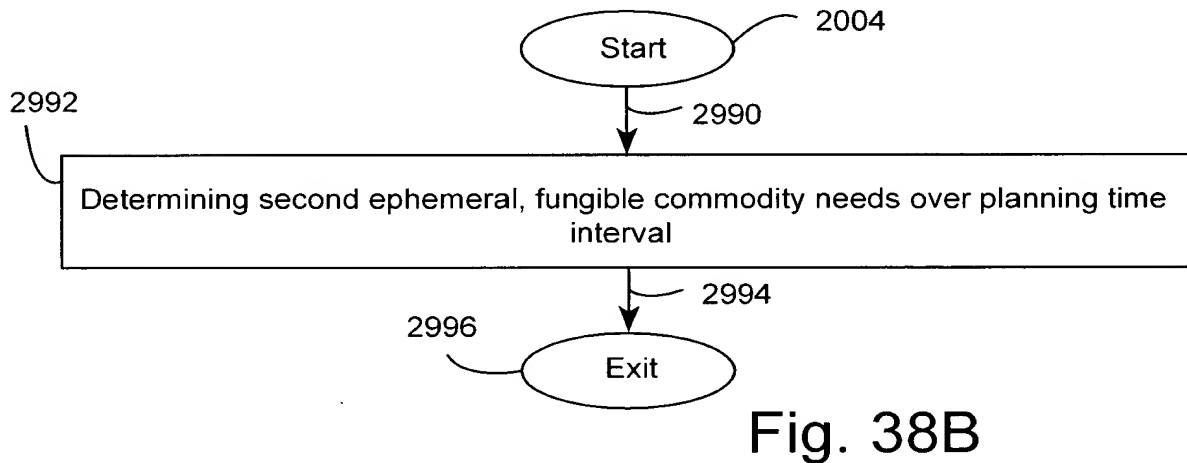 Start
2004
2990
2992
Determining second ephemeral, fungible commodity needs over planning time
interval
2994
2996
Exit
Fig. 38B